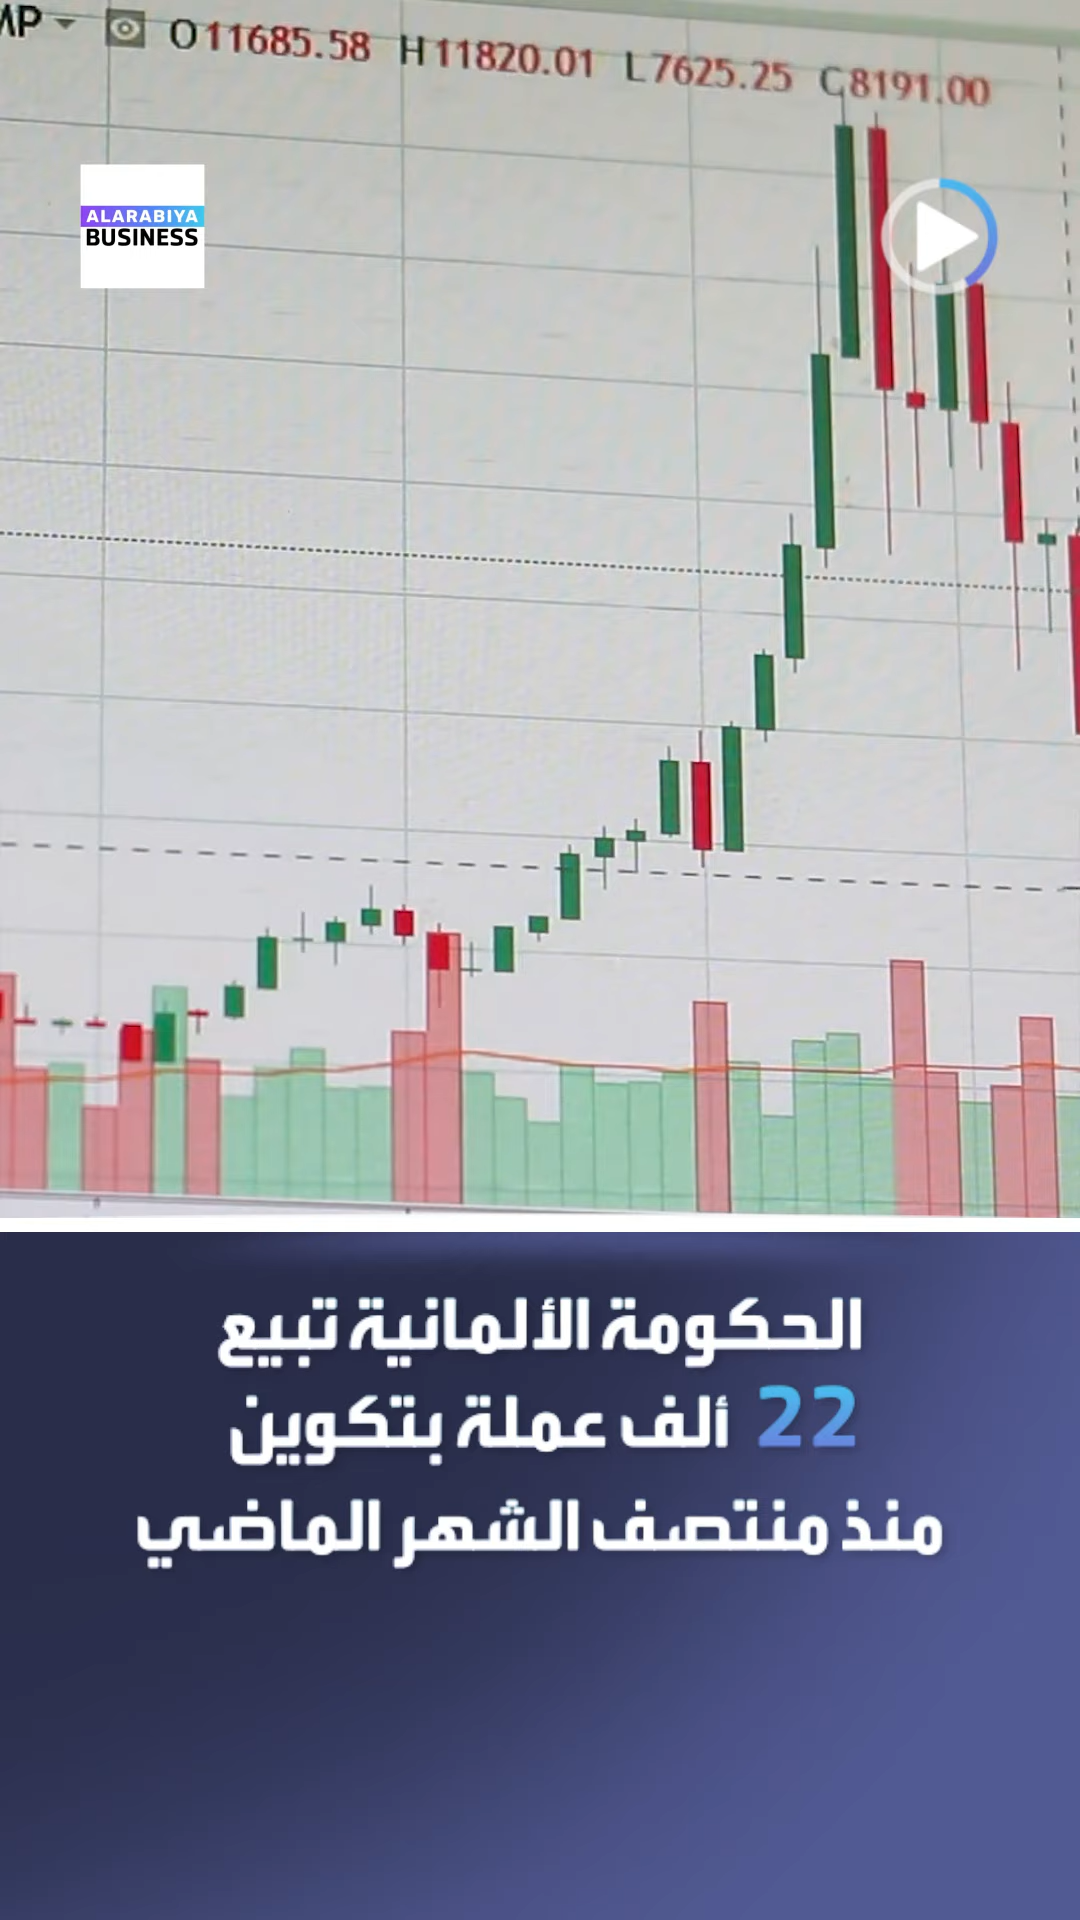 O11685.58 H11820.01 L7625.25 C8191.00
ALARABIYA
BUSINESS
الحكومة الألمانية تبيع
22 ألف عملة بتكوين
منذ منتصف الشهر الماضي